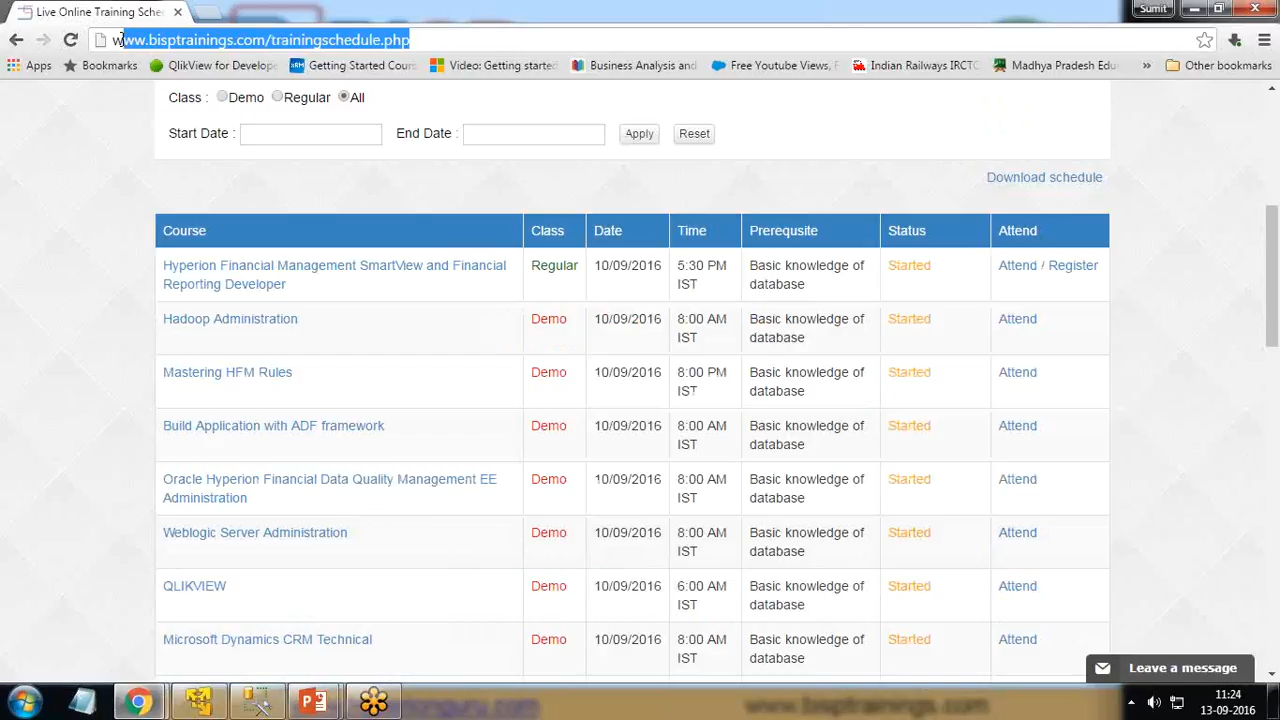 Live Online Training Sche
Sumit
www.bisptrainings.com/trainingschedule.php
Apps Bookmarks QlikView for Develope Getting Started Cours Video: Getting started Business Analysis and Free Youtube Views, F Indian Railways IRCTC Madhya Pradesh Edu » Other bookmarks
Class : Demo Regular All
Start Date : End Date : Apply Reset
Download schedule
Course Class Date Time Prerequsite Status Attend
Hyperion Financial Management SmartView and Financial Regular 10/09/2016 5:30 PM Basic knowledge of Started Attend / Register
Reporting Developer IST database
Hadoop Administration Demo 10/09/2016 8:00 AM Basic knowledge of Started Attend
IST database
Mastering HFM Rules Demo 10/09/2016 8:00 PM Basic knowledge of Started Attend
IST database
Build Application with ADF framework Demo 10/09/2016 8:00 AM Basic knowledge of Started Attend
IST database
Oracle Hyperion Financial Data Quality Management EE Demo 10/09/2016 8:00 AM Basic knowledge of Started Attend
Administration IST database
Weblogic Server Administration Demo 10/09/2016 8:00 AM Basic knowledge of Started Attend
IST database
QLIKVIEW Demo 10/09/2016 6:00 AM Basic knowledge of Started Attend
IST database
Microsoft Dynamics CRM Technical Demo 10/09/2016 8:00 AM Basic knowledge of Started Attend
IST database
Leave a message
www.bisptrainings.com
11:24
13-09-2016